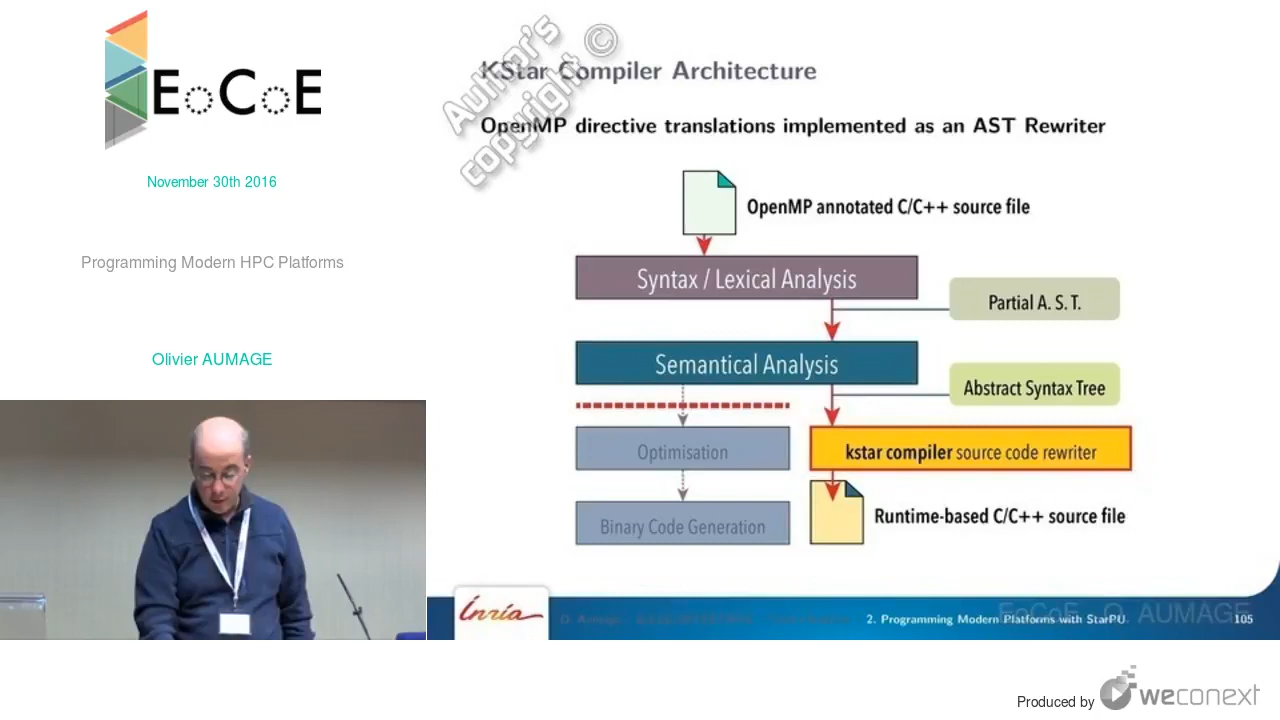 EoCoE
November 30th 2016
Programming Modern HPC Platforms
Olivier AUMAGE
Author's
copyright ©
KStar Compiler Architecture
OpenMP directive translations implemented as an AST Rewriter
OpenMP annotated C/C++ source file
Syntax / Lexical Analysis
Partial A. S. T.
Semantical Analysis
Abstract Syntax Tree
Optimisation
kstar compiler source code rewriter
Binary Code Generation
Runtime-based C/C++ source file
Inria
O. Aumage
2. Programming Modern Platforms with StarPU
EoCoE O. AUMAGE
105
Produced by weconext